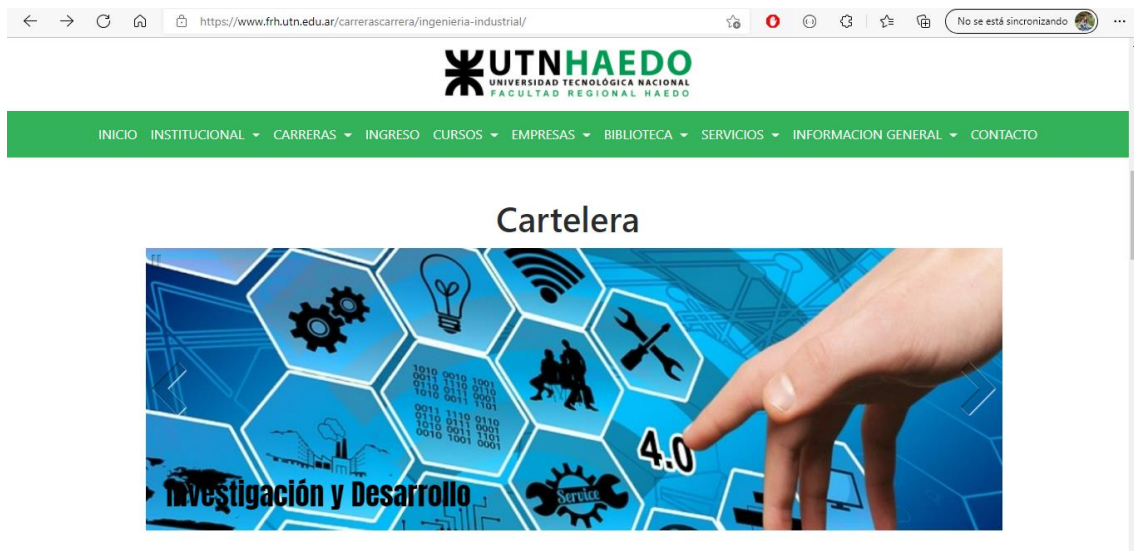 https://www.frh.utn.edu.ar/carrerascarrera/ingenieria-industrial/
No se está sincronizando
UTNHAEDO
UNIVERSIDAD TECNOLÓGICA NACIONAL
FACULTAD REGIONAL HAEDO
INICIO INSTITUCIONAL CARRERAS INGRESO CURSOS EMPRESAS BIBLIOTECA SERVICIOS INFORMACION GENERAL CONTACTO
Cartelera
1010 0010 1001
0011 1110 0110
0110 0111 0001
1010 0011 1101
0011 1110 0110
0110 0111 0001
1010 0011 1101
0010 1001 0001
4.0
Service
Investigación y Desarrollo